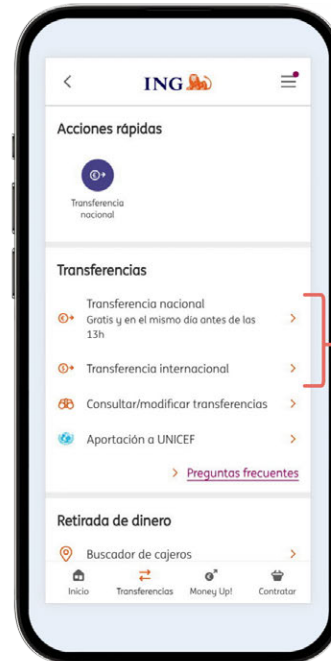 ING
Acciones rápidas
Transferencia
nacional
Transferencias
Transferencia nacional
Gratis y en el mismo día antes de las
13h
Transferencia internacional
Consultar/modificar transferencias
Aportación a UNICEF
Preguntas frecuentes
Retirada de dinero
Buscador de cajeros
Inicio Transferencias Money Up! Contratar